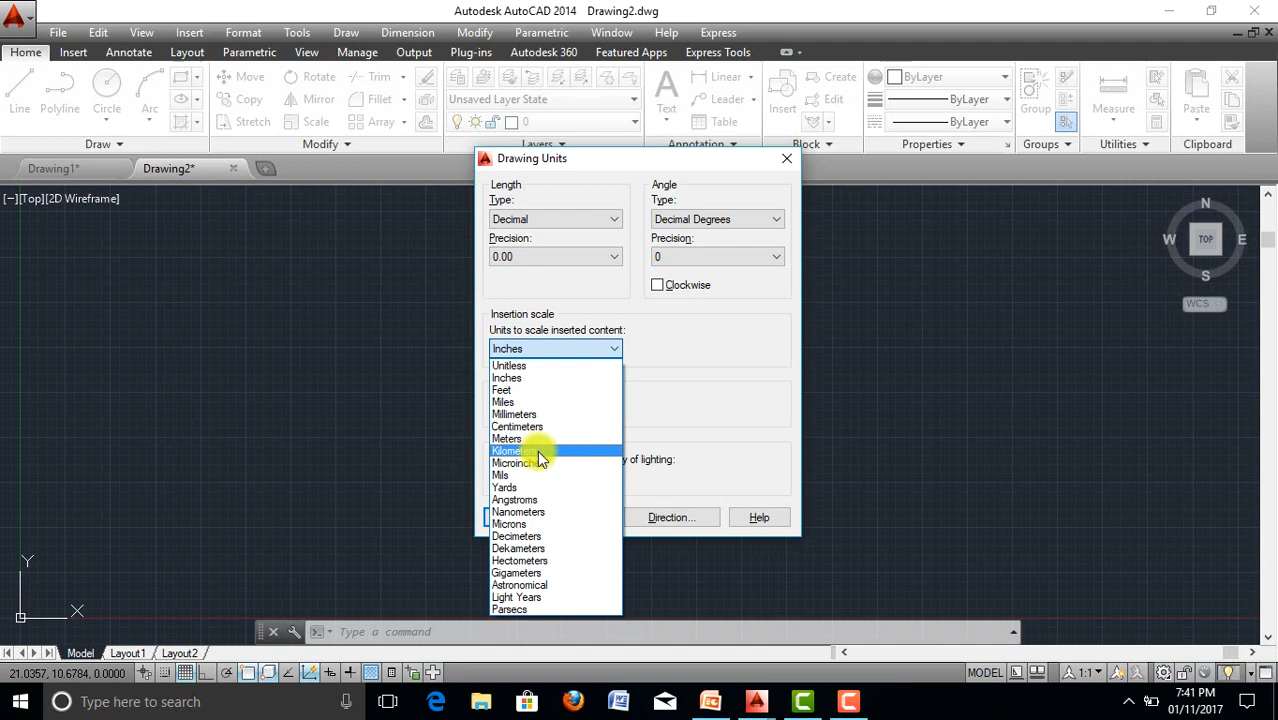 Autodesk AutoCAD 2014 Drawing2.dwg
File Edit View Insert Format Tools Draw Dimension Modify Parametric Window Help Express
Home Insert Annotate Layout Parametric View Manage Output Plug-ins Autodesk 360 Featured Apps Express Tools
Line Polyline Circle Arc
Move Rotate Trim
Copy Mirror Fillet
Stretch Scale Array
Unsaved Layer State
0
Text
Linear
Leader
Table
Insert
Create
Edit
ByLayer
ByLayer
ByLayer
Group
Measure
Paste
Draw Modify Layers Annotation Block Properties Groups Utilities Clipboard
Drawing1* Drawing2*
[−][Top][2D Wireframe]
N
W TOP E
S
WCS
Drawing Units
Length
Type:
Decimal
Precision:
0.00
Angle
Type:
Decimal Degrees
Precision:
0
Clockwise
Insertion scale
Units to scale inserted content:
Inches
Unitless
Inches
Feet
Miles
Millimeters
Centimeters
Meters
Kilometers
Microinches
Mils
Yards
Angstroms
Nanometers
Microns
Decimeters
Dekameters
Hectometers
Gigameters
Astronomical
Light Years
Parsecs
y of lighting:
Direction... Help
Y
X
Type a command
Model Layout1 Layout2
21.0357, 10.6784, 0.0000
MODEL
1:1
Type here to search
7:41 PM
01/11/2017